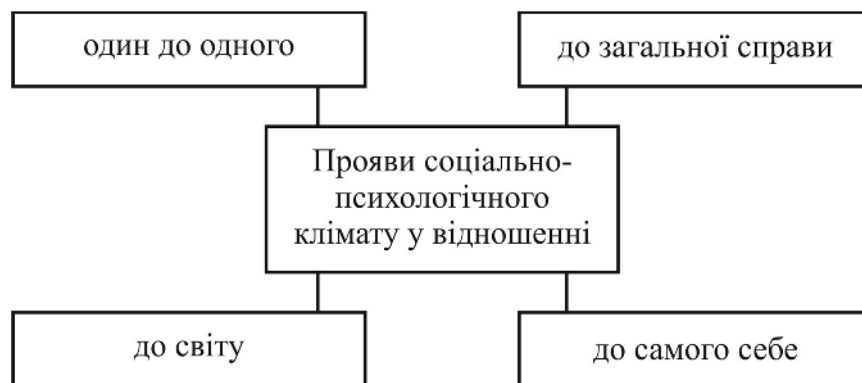 один до одного
до загальної справи
Прояви соціально-
психологічного
клімату у відношенні
до світу
до самого себе